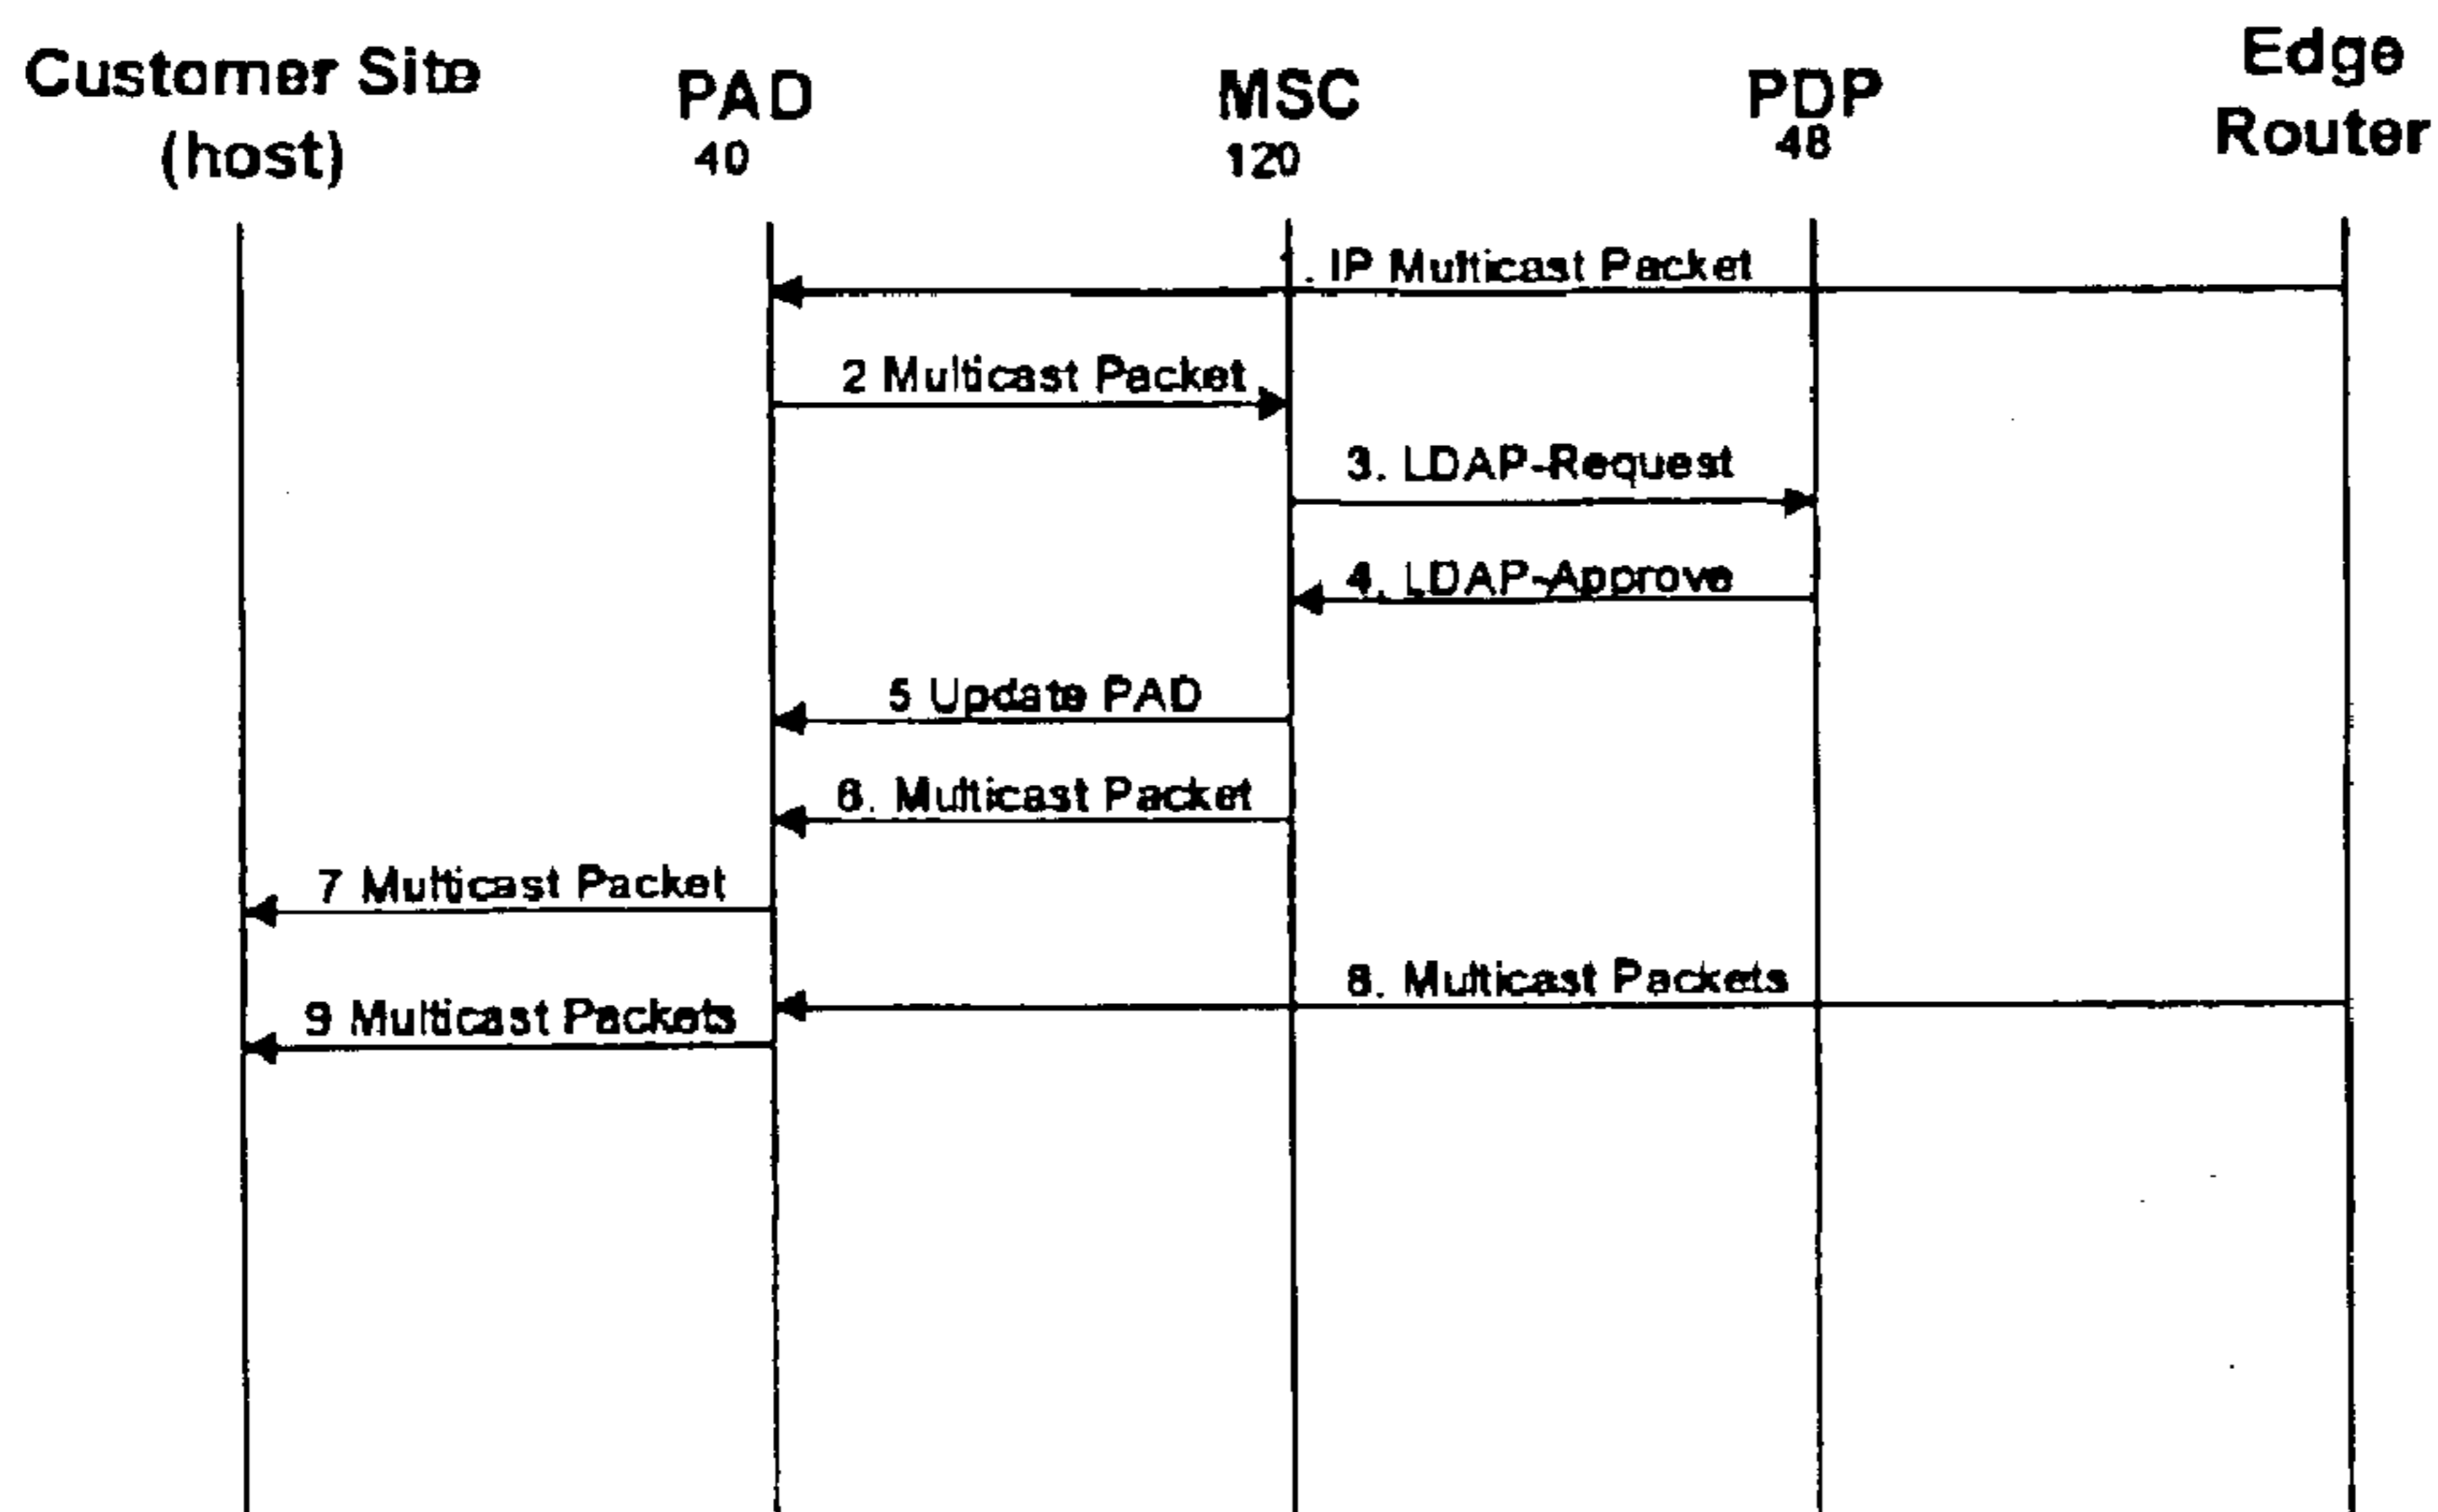 Customer Site
(host)
PAD
40
MSC
120
PDP
48
Edge
Router
. IP Multicast Packet
2 Multicast Packet
3. LDAP-Request
4. LDAP-Approve
5 Update PAD
6. Multicast Packet
7 Multicast Packet
8. Multicast Packets
9 Multicast Packets